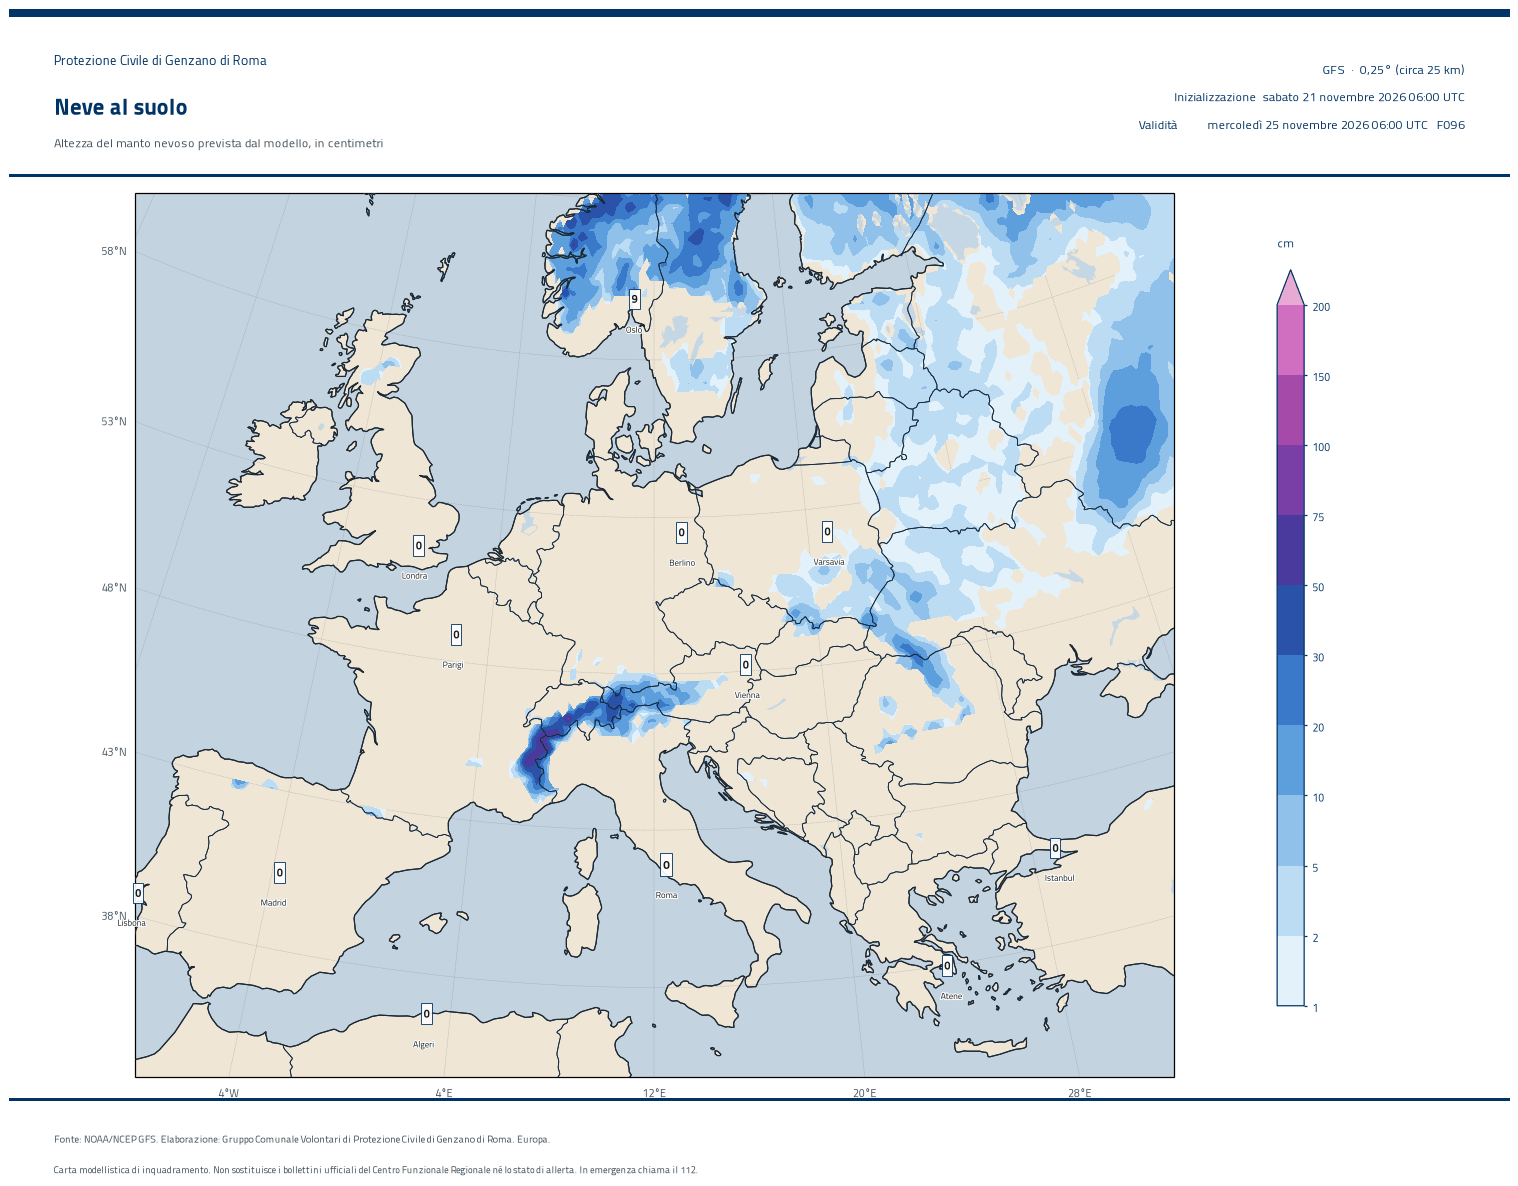 Protezione Civile di Genzano di Roma
Neve al suolo
Altezza del manto nevoso prevista dal modello, in centimetri
GFS · 0,25° (circa 25 km)
Inizializzazione sabato 21 novembre 2026 06:00 UTC
Validità mercoledì 25 novembre 2026 06:00 UTC F096
58°N
53°N
48°N
43°N
38°N
4°W
4°E
12°E
20°E
28°E
9
Oslo
0
Londra
0
Berlino
0
Varsavia
0
Parigi
0
Vienna
0
Madrid
0
Lisbona
0
Roma
0
Istanbul
0
Atene
0
Algeri
cm
200
150
100
75
50
30
20
10
5
2
1
Fonte: NOAA/NCEP GFS. Elaborazione: Gruppo Comunale Volontari di Protezione Civile di Genzano di Roma. Europa.
Carta modellistica di inquadramento. Non sostituisce i bollettini ufficiali del Centro Funzionale Regionale né lo stato di allerta. In emergenza chiama il 112.